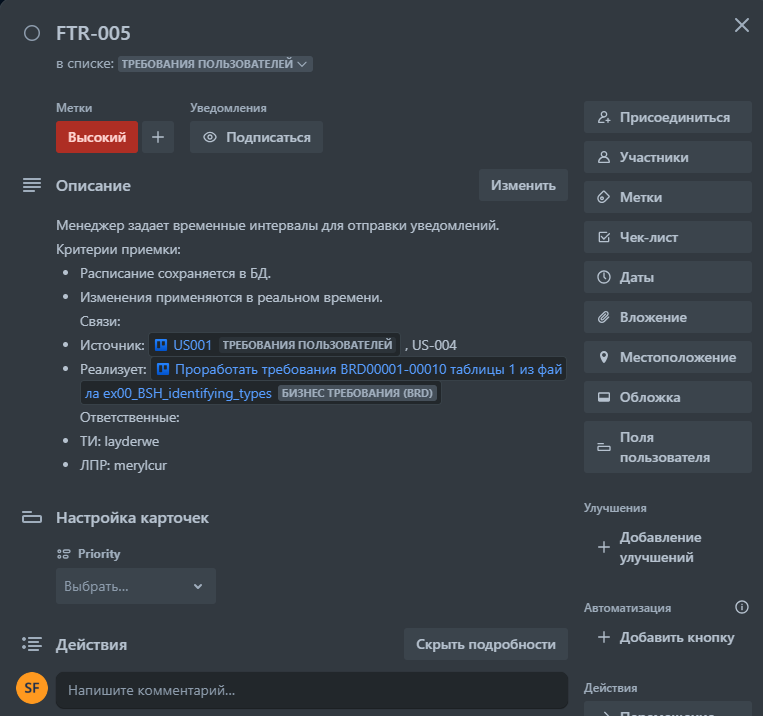 FTR-005
в списке: ТРЕБОВАНИЯ ПОЛЬЗОВАТЕЛЕЙ
Метки
Уведомления
Высокий
+
Подписаться
Описание
Изменить
Менеджер задает временные интервалы для отправки уведомлений.
Критерии приемки:
• Расписание сохраняется в БД.
• Изменения применяются в реальном времени.
Связи:
• Источник: US001 ТРЕБОВАНИЯ ПОЛЬЗОВАТЕЛЕЙ , US-004
• Реализует: Проработать требования BRD00001-00010 таблицы 1 из фай
ла ex00_BSH_identifying_types БИЗНЕС ТРЕБОВАНИЯ (BRD)
Ответственные:
• ТИ: layderwe
• ЛПР: merylcur
Настройка карточек
Priority
Выбрать...
Действия
Скрыть подробности
SF
Напишите комментарий...
Присоединиться
Участники
Метки
Чек-лист
Даты
Вложение
Местоположение
Обложка
Поля
пользователя
Улучшения
+ Добавление
улучшений
Автоматизация
+ Добавить кнопку
Действия
Перемещение